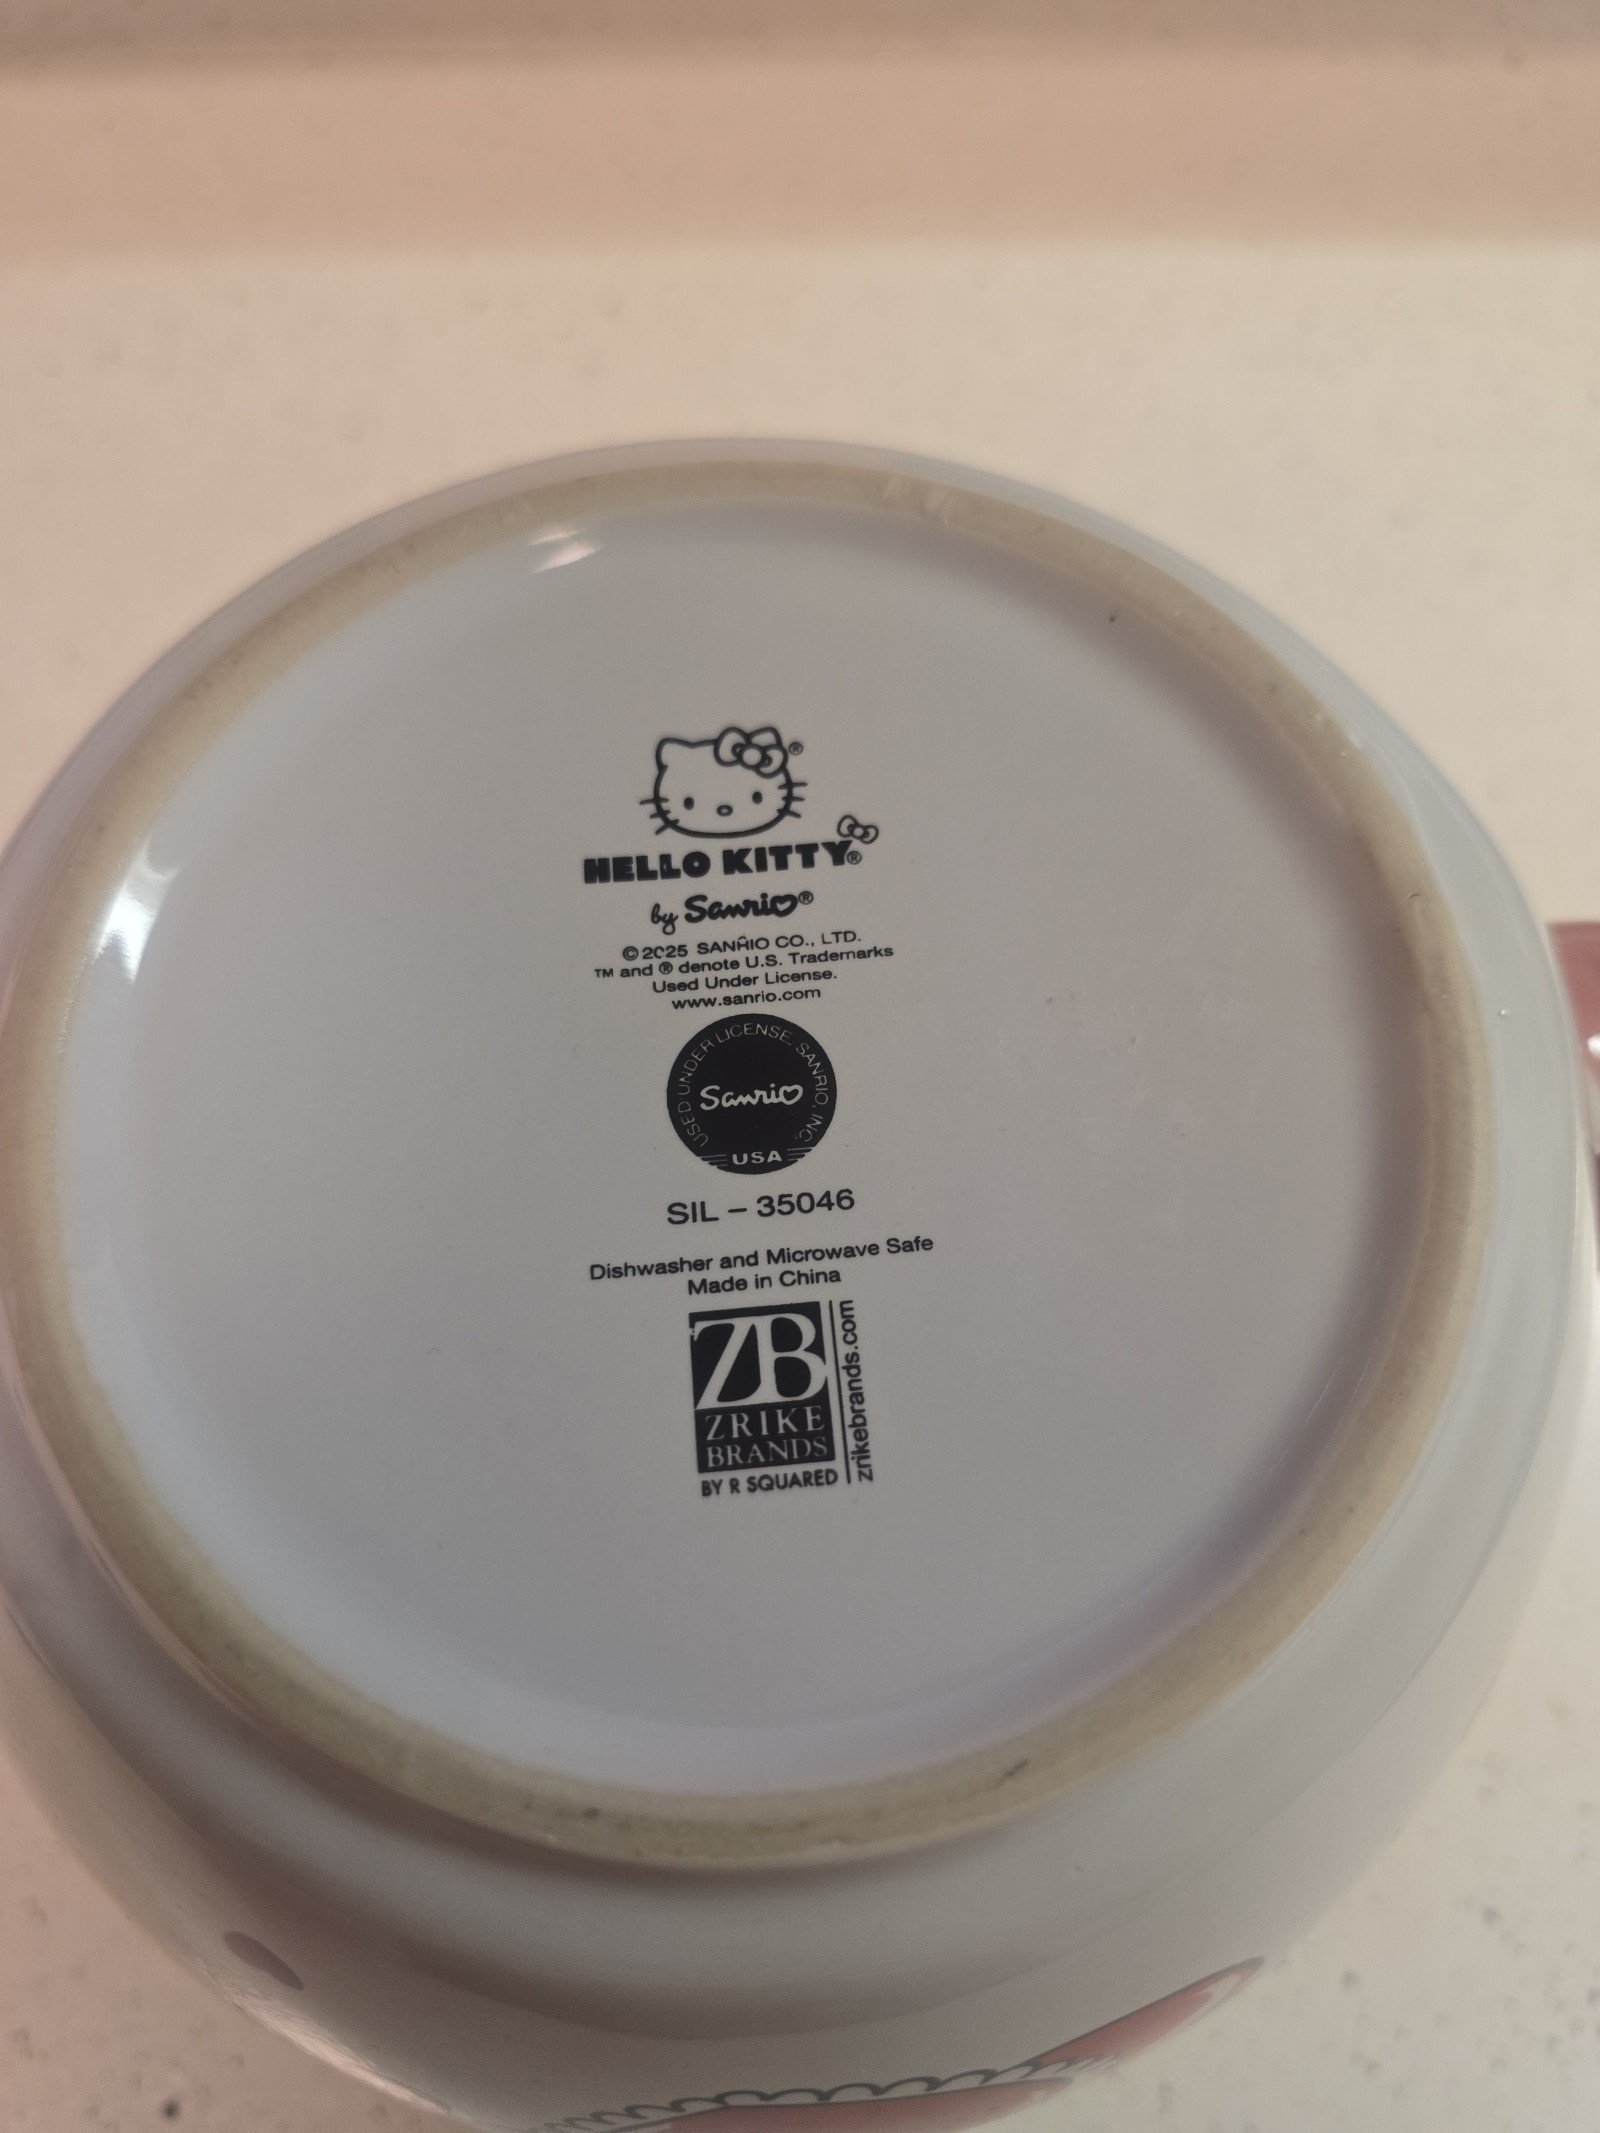 ®
HELLO KITTY®
by Sanrio®
©2025 SANRIO CO., LTD.
™ and ® denote U.S. Trademarks
Used Under License.
www.sanrio.com
USED UNDER LICENSE. SANRIO, INC.
Sanrio
USA
SIL – 35046
Dishwasher and Microwave Safe
Made in China
ZB
ZRIKE
BRANDS
BY R SQUARED
zrikebrands.com